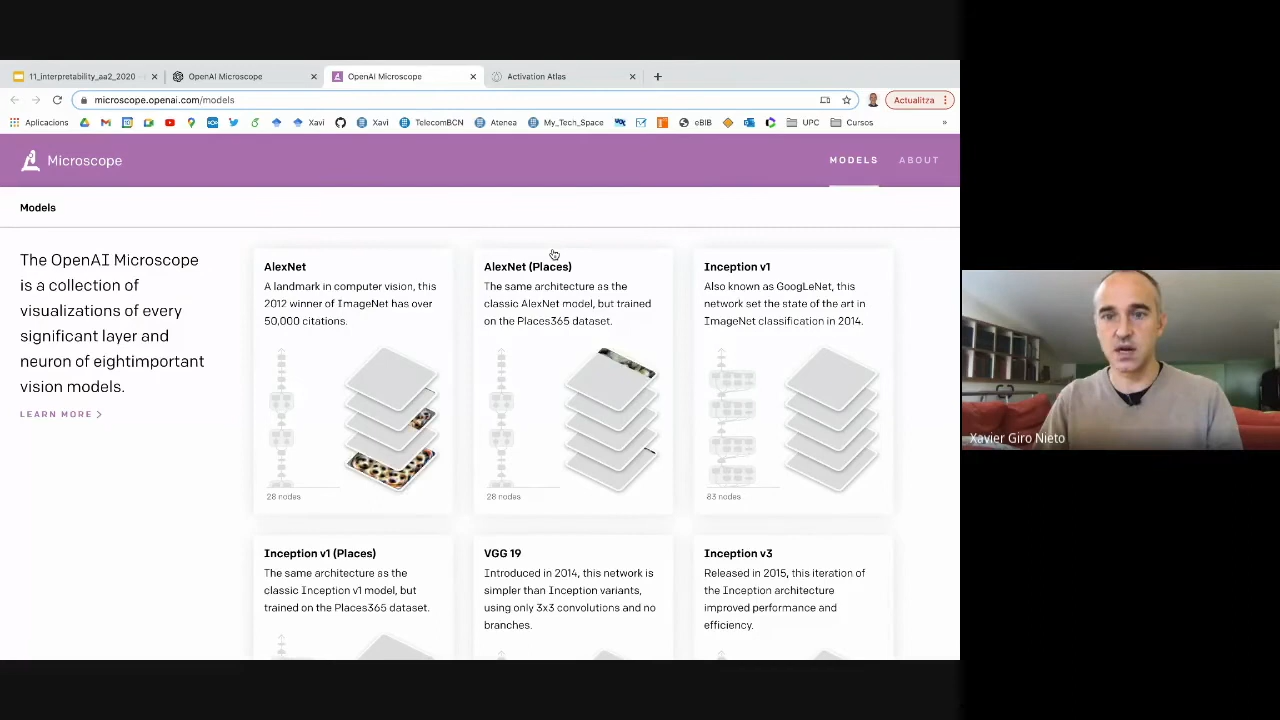 11_interpretability_aa2_2020
OpenAI Microscope
OpenAI Microscope
Activation Atlas
microscope.openai.com/models
Actualitza
Aplicacions
Xavi
Xavi
TelecomBCN
Atenea
My_Tech_Space
eBIB
UPC
Cursos
»
Microscope
MODELS
ABOUT
Models
The OpenAI Microscope
is a collection of
visualizations of every
significant layer and
neuron of eightimportant
vision models.
LEARN MORE
AlexNet
A landmark in computer vision, this
2012 winner of ImageNet has over
50,000 citations.
28 nodes
AlexNet (Places)
The same architecture as the
classic AlexNet model, but trained
on the Places365 dataset.
28 nodes
Inception v1
Also known as GoogLeNet, this
network set the state of the art in
ImageNet classification in 2014.
83 nodes
Inception v1 (Places)
The same architecture as the
classic Inception v1 model, but
trained on the Places365 dataset.
VGG 19
Introduced in 2014, this network is
simpler than Inception variants,
using only 3x3 convolutions and no
branches.
Inception v3
Released in 2015, this iteration of
the Inception architecture
improved performance and
efficiency.
Xavier Giro Nieto